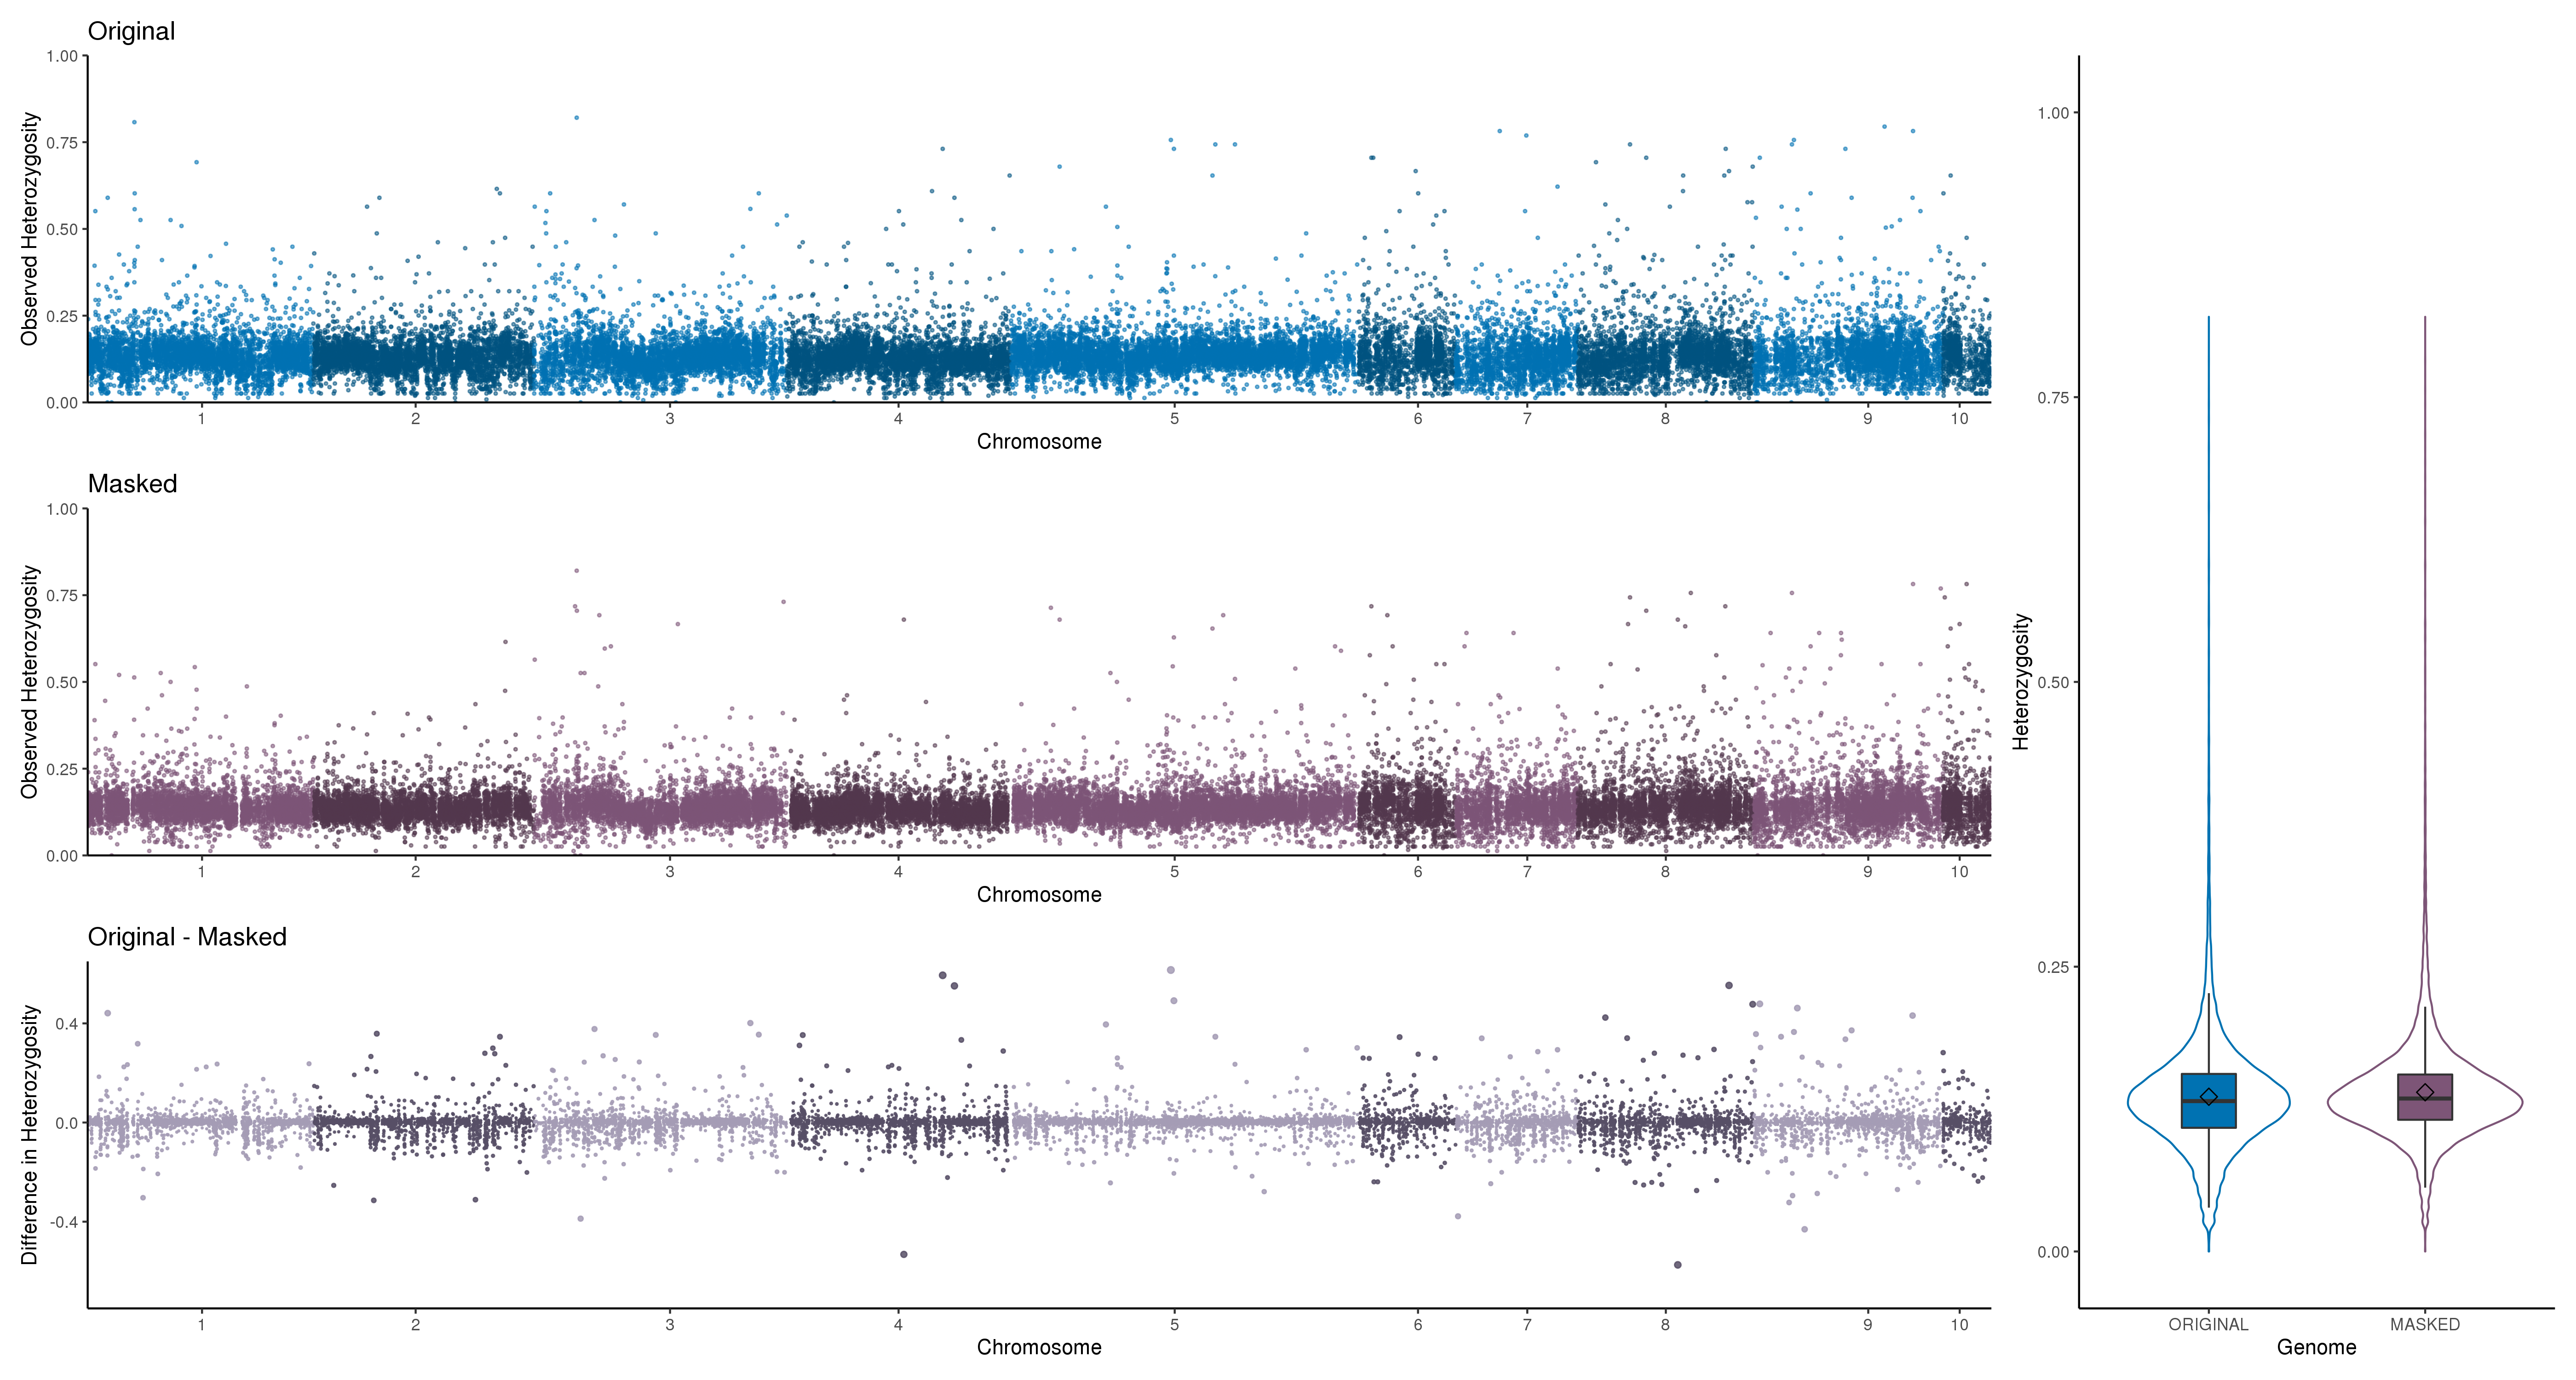 Original
1.00
0.75
0.50
0.25
0.00
Observed Heterozygosity
1 2 3 4 5 6 7 8 9 10
Chromosome
Masked
1.00
0.75
0.50
0.25
0.00
Observed Heterozygosity
1 2 3 4 5 6 7 8 9 10
Chromosome
Original - Masked
0.4
0.0
-0.4
Difference in Heterozygosity
1 2 3 4 5 6 7 8 9 10
Chromosome
1.00
0.75
0.50
0.25
0.00
Heterozygosity
ORIGINAL MASKED
Genome